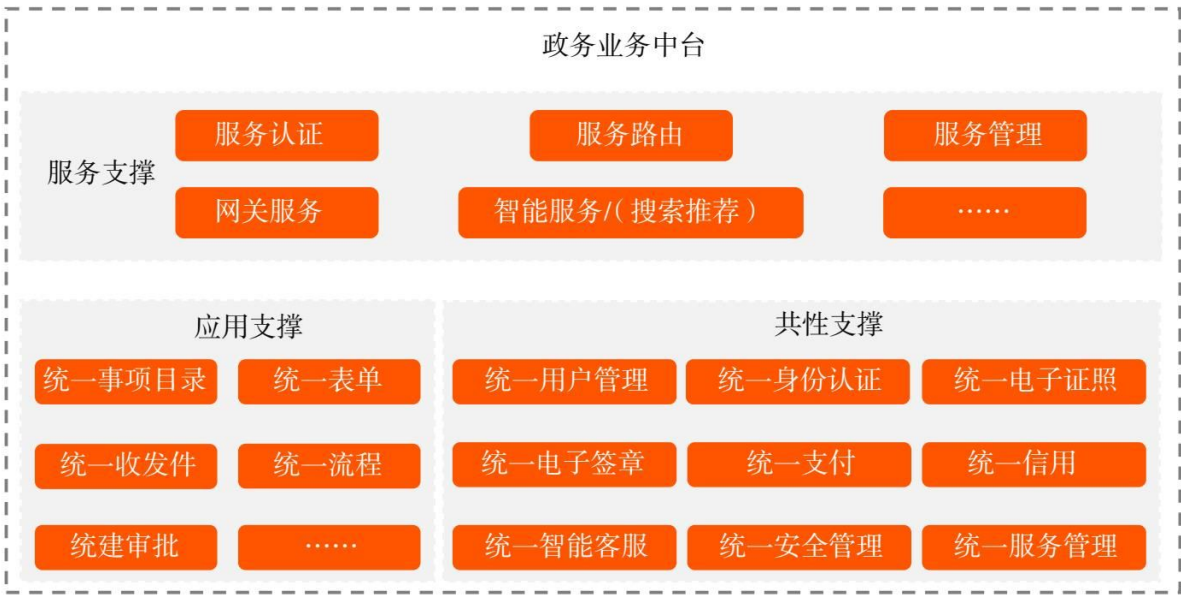 政务业务中台
服务支撑
服务认证
服务路由
服务管理
网关服务
智能服务/（搜索推荐）
……
应用支撑
统一事项目录
统一表单
统一收发件
统一流程
统建审批
……
共性支撑
统一用户管理
统一身份认证
统一电子证照
统一电子签章
统一支付
统一信用
统一智能客服
统一安全管理
统一服务管理